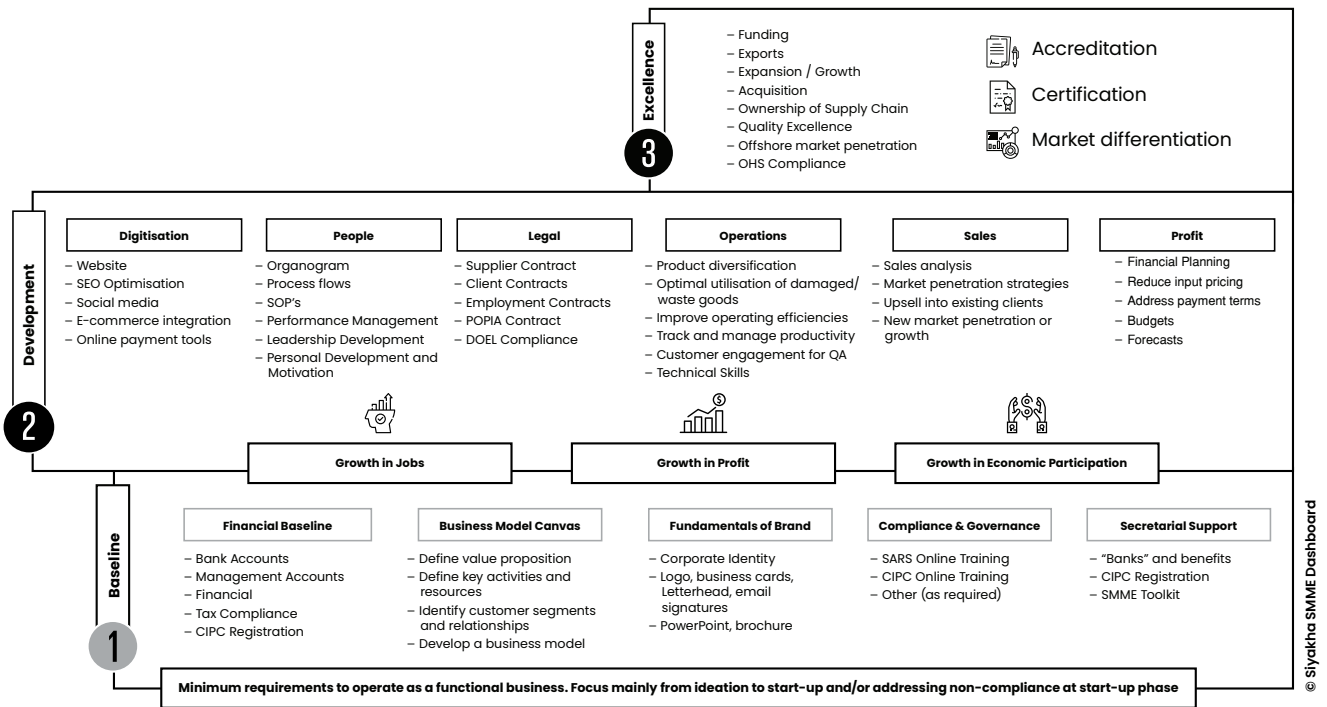 Excellence
3
– Funding
– Exports
– Expansion / Growth
– Acquisition
– Ownership of Supply Chain
– Quality Excellence
– Offshore market penetration
– OHS Compliance
Accreditation
Certification
Market differentiation
Development
2
Digitisation
– Website
– SEO Optimisation
– Social media
– E-commerce integration
– Online payment tools
People
– Organogram
– Process flows
– SOP's
– Performance Management
– Leadership Development
– Personal Development and
Motivation
Legal
– Supplier Contract
– Client Contracts
– Employment Contracts
– POPIA Contract
– DOEL Compliance
Operations
– Product diversification
– Optimal utilisation of damaged/
waste goods
– Improve operating efficiencies
– Track and manage productivity
– Customer engagement for QA
– Technical Skills
Sales
– Sales analysis
– Market penetration strategies
– Upsell into existing clients
– New market penetration or
growth
Profit
– Financial Planning
– Reduce input pricing
– Address payment terms
– Budgets
– Forecasts
Growth in Jobs
Growth in Profit
Growth in Economic Participation
Baseline
1
Financial Baseline
– Bank Accounts
– Management Accounts
– Financial
– Tax Compliance
– CIPC Registration
Business Model Canvas
– Define value proposition
– Define key activities and
resources
– Identify customer segments
and relationships
– Develop a business model
Fundamentals of Brand
– Corporate Identity
– Logo, business cards,
Letterhead, email
signatures
– PowerPoint, brochure
Compliance & Governance
– SARS Online Training
– CIPC Online Training
– Other (as required)
Secretarial Support
– “Banks” and benefits
– CIPC Registration
– SMME Toolkit
Minimum requirements to operate as a functional business. Focus mainly from ideation to start-up and/or addressing non-compliance at start-up phase
© Siyakha SMME Dashboard